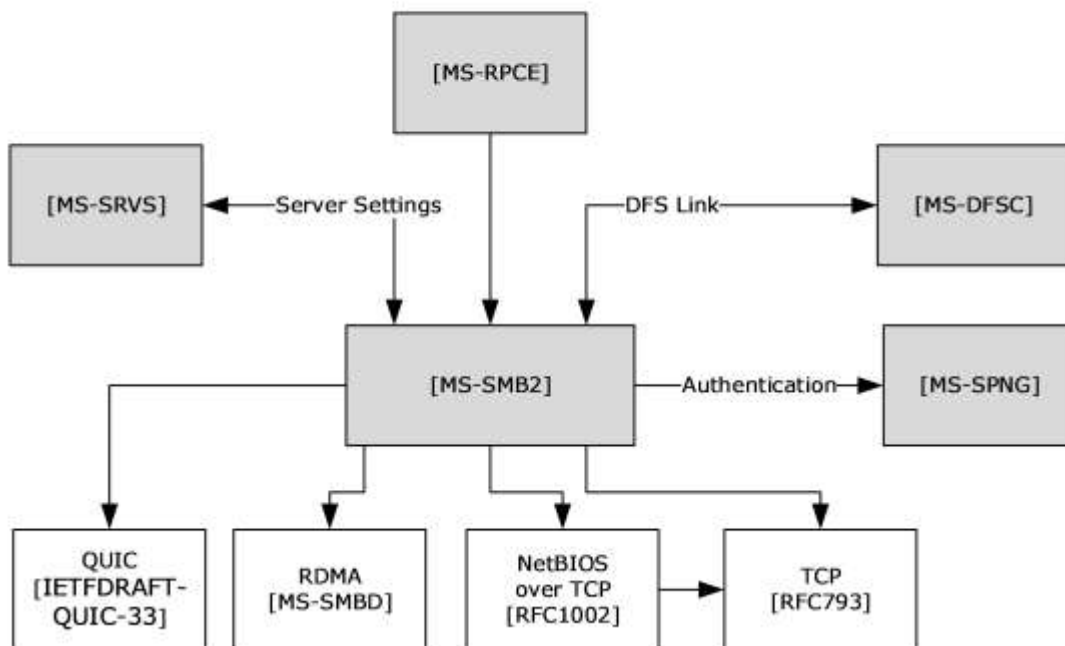 [MS-RPCE]
[MS-SRVS]
Server Settings
DFS Link
[MS-DFSC]
[MS-SMB2]
Authentication
[MS-SPNG]
QUIC
[IETFDRAFT-
QUIC-33]
RDMA
[MS-SMBD]
NetBIOS
over TCP
[RFC1002]
TCP
[RFC793]